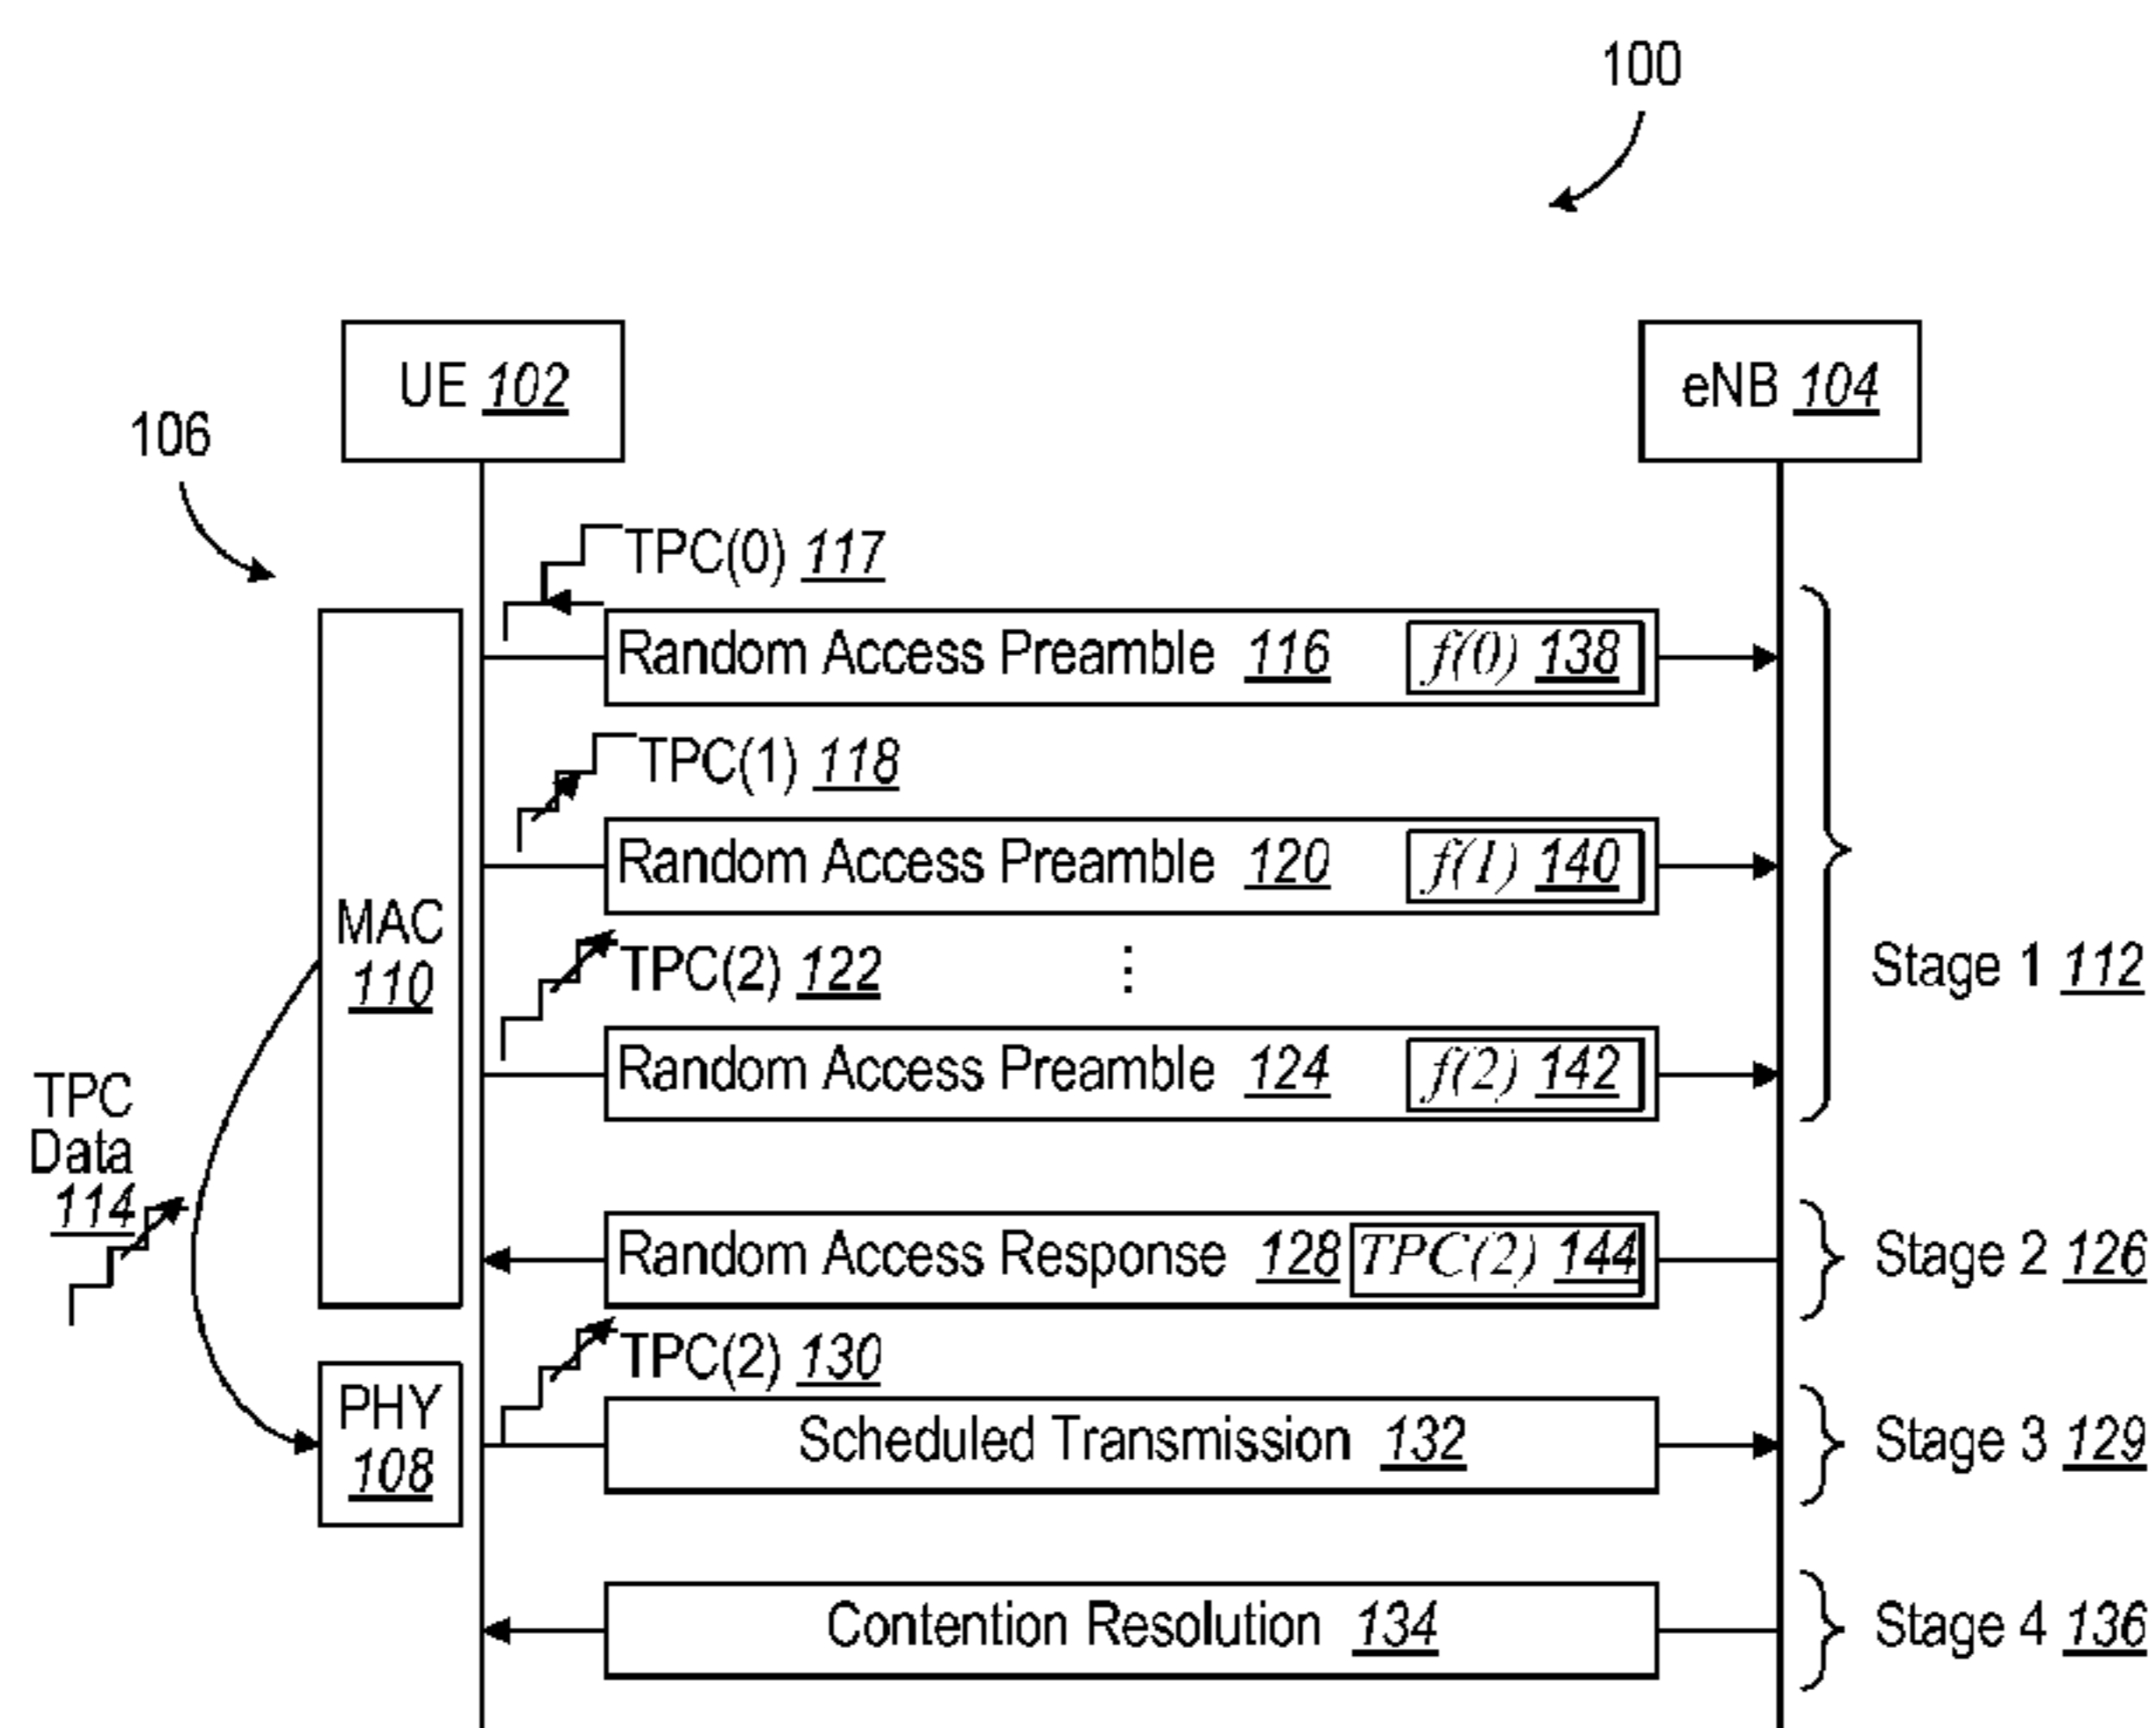 100
UE 102
eNB 104
106
TPC(0) 117
Random Access Preamble 116 f(0) 138
TPC(1) 118
Random Access Preamble 120 f(1) 140
MAC
110
TPC(2) 122
⋮
Stage 1 112
Random Access Preamble 124 f(2) 142
TPC
Data
114
Random Access Response 128 TPC(2) 144
Stage 2 126
TPC(2) 130
PHY
108
Scheduled Transmission 132
Stage 3 129
Contention Resolution 134
Stage 4 136